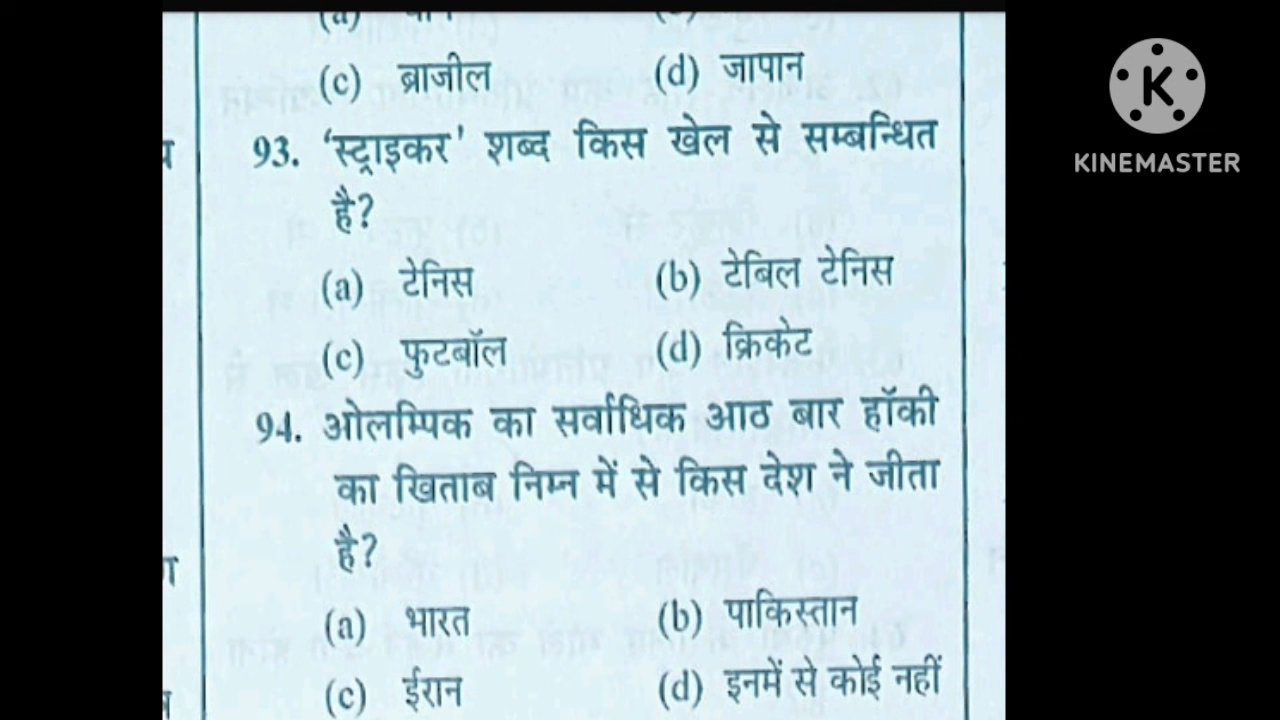 (c) ब्राजील (d) जापान
93. 'स्ट्राइकर' शब्द किस खेल से सम्बन्धित
है?
(a) टेनिस (b) टेबिल टेनिस
(c) फुटबॉल (d) क्रिकेट
94. ओलम्पिक का सर्वाधिक आठ बार हॉकी
का खिताब निम्न में से किस देश ने जीता
है?
(a) भारत (b) पाकिस्तान
(c) ईरान (d) इनमें से कोई नहीं
K
KINEMASTER